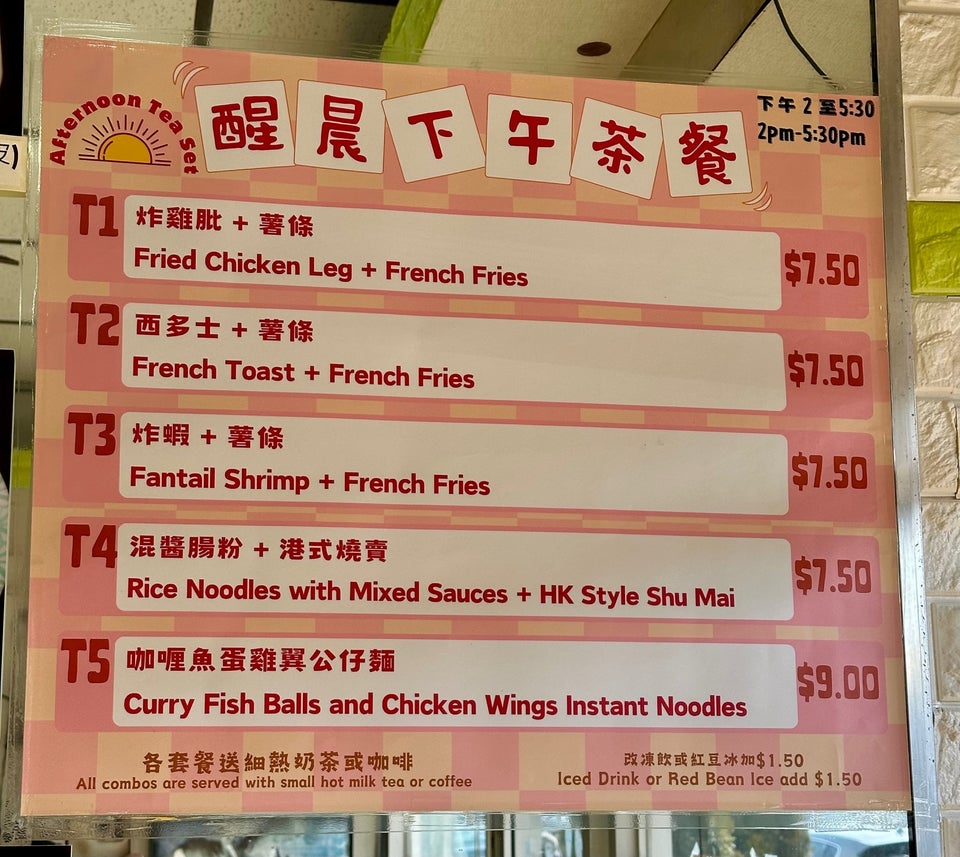 Afternoon Tea Set
醒晨下午茶餐
下午 2 至5:30
2pm-5:30pm
T1
炸雞肶 + 薯條
Fried Chicken Leg + French Fries
$7.50
T2
西多士 + 薯條
French Toast + French Fries
$7.50
T3
炸蝦 + 薯條
Fantail Shrimp + French Fries
$7.50
T4
混醬腸粉 + 港式燒賣
Rice Noodles with Mixed Sauces + HK Style Shu Mai
$7.50
T5
咖喱魚蛋雞翼公仔麵
Curry Fish Balls and Chicken Wings Instant Noodles
$9.00
各套餐送細熱奶茶或咖啡
All combos are served with small hot milk tea or coffee
改凍飲或紅豆冰加$1.50
Iced Drink or Red Bean Ice add $1.50